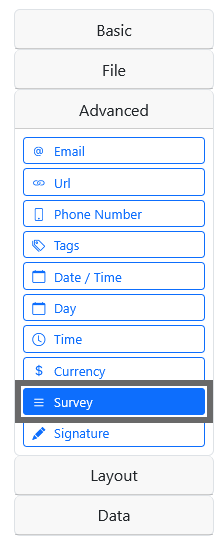 Basic
File
Advanced
@ Email
Url
Phone Number
Tags
Date / Time
Day
Time
$ Currency
Survey
Signature
Layout
Data